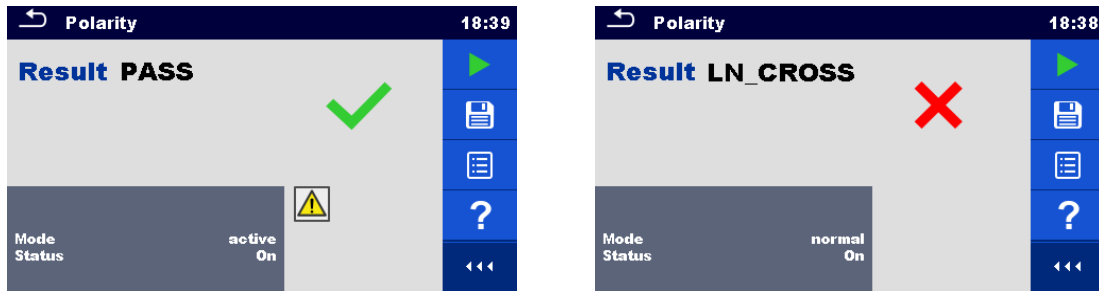 Polarity 18:39
Result PASS
Mode active
Status On
?
Polarity 18:38
Result LN_CROSS
Mode normal
Status On
?